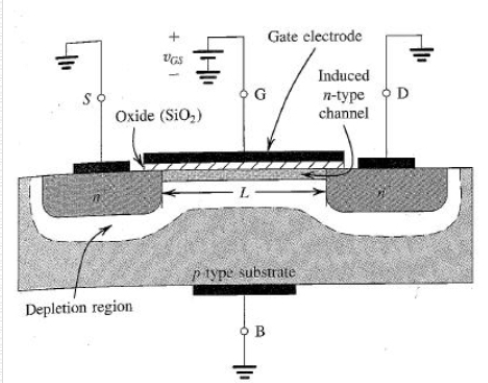 +
Gate electrode
vGS
−
Induced
n-type
channel
S
G
D
Oxide (SiO₂)
L
n
n
p-type substrate
Depletion region
B